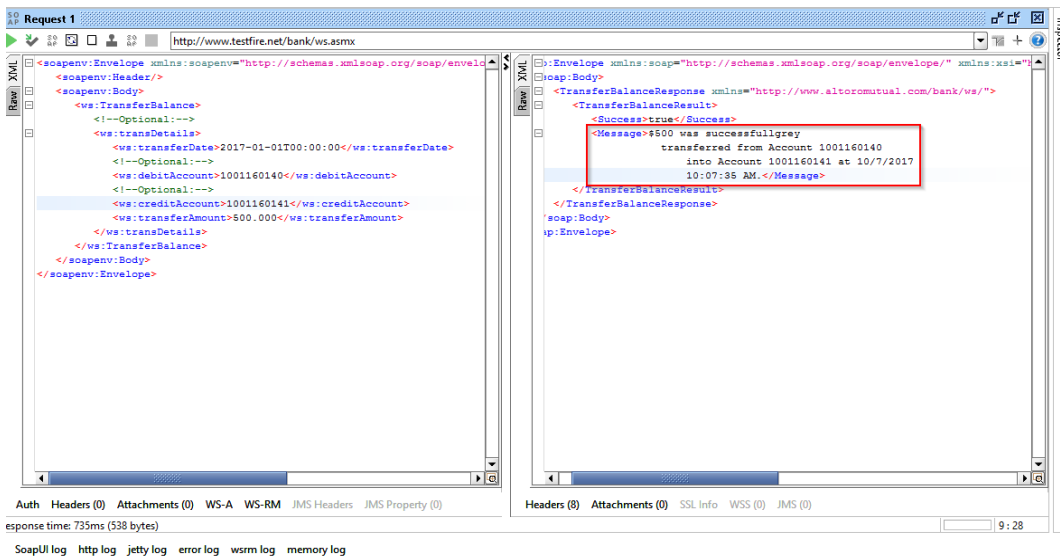 SO AP Request 1
http://www.testfire.net/bank/ws.asmx
XML
Raw
<soapenv:Envelope xmlns:soapenv="http://schemas.xmlsoap.org/soap/envelo
<soapenv:Header/>
<soapenv:Body>
<ws:TransferBalance>
<!--Optional:-->
<ws:transDetails>
<ws:transferDate>2017-01-01T00:00:00</ws:transferDate>
<!--Optional:-->
<ws:debitAccount>1001160140</ws:debitAccount>
<!--Optional:-->
<ws:creditAccount>1001160141</ws:creditAccount>
<ws:transferAmount>500.000</ws:transferAmount>
</ws:transDetails>
</ws:TransferBalance>
</soapenv:Body>
</soapenv:Envelope>
Auth Headers (0) Attachments (0) WS-A WS-RM JMS Headers JMS Property (0)
XML
Raw
p:Envelope xmlns:soap="http://schemas.xmlsoap.org/soap/envelope/" xmlns:xsi="h
soap:Body>
<TransferBalanceResponse xmlns="http://www.altoromutual.com/bank/ws/">
<TransferBalanceResult>
<Success>true</Success>
<Message>$500 was successfullgrey
transferred from Account 1001160140
into Account 1001160141 at 10/7/2017
10:07:35 AM.</Message>
</TransferBalanceResult>
</TransferBalanceResponse>
soap:Body>
ap:Envelope>
Headers (8) Attachments (0) SSL Info WSS (0) JMS (0)
esponse time: 735ms (538 bytes)
9 : 28
SoapUI log http log jetty log error log wsrm log memory log